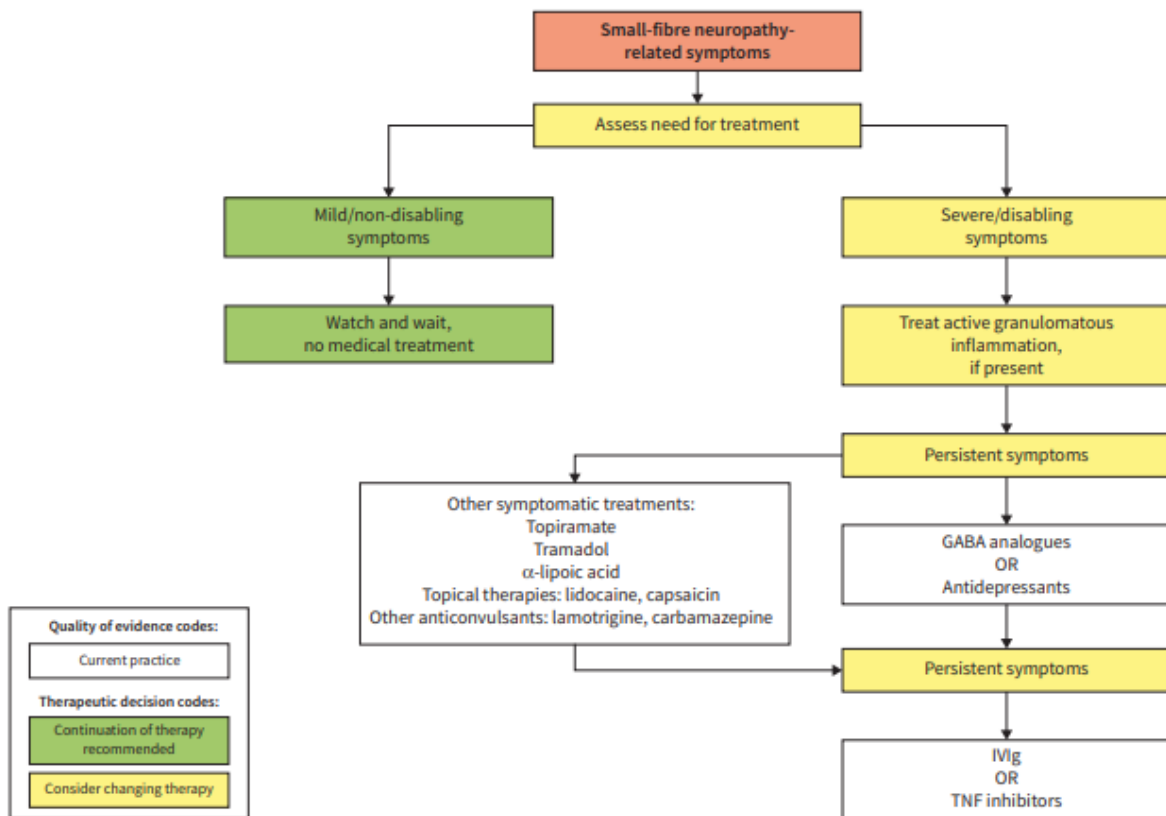 Small-fibre neuropathy-
related symptoms
Assess need for treatment
Mild/non-disabling
symptoms
Severe/disabling
symptoms
Watch and wait,
no medical treatment
Treat active granulomatous
inflammation,
if present
Persistent symptoms
Other symptomatic treatments:
Topiramate
Tramadol
α-lipoic acid
Topical therapies: lidocaine, capsaicin
Other anticonvulsants: lamotrigine, carbamazepine
GABA analogues
OR
Antidepressants
Persistent symptoms
IVIg
OR
TNF inhibitors
Quality of evidence codes:
Current practice
Therapeutic decision codes:
Continuation of therapy
recommended
Consider changing therapy